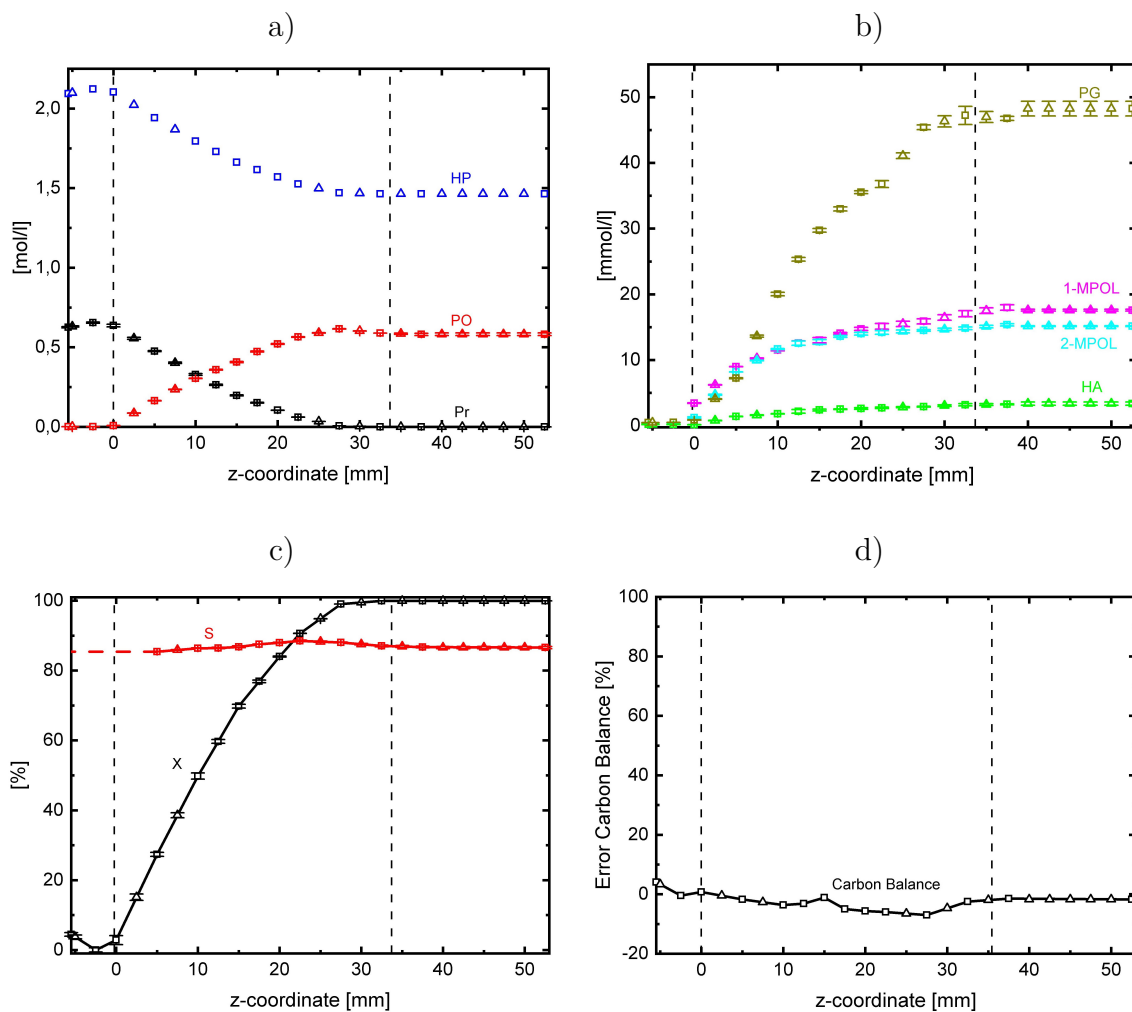 a)
2,0
1,5
1,0
0,5
0,0
[mol/l]
HP
PO
Pr
0 10 20 30 40 50
z-coordinate [mm]
b)
50
40
30
20
10
0
[mmol/l]
PG
1-MPOL
2-MPOL
HA
0 10 20 30 40 50
z-coordinate [mm]
c)
100
80
60
40
20
0
[%]
S
X
0 10 20 30 40 50
z-coordinate [mm]
d)
100
80
60
40
20
0
-20
Error Carbon Balance [%]
Carbon Balance
0 10 20 30 40 50
z-coordinate [mm]